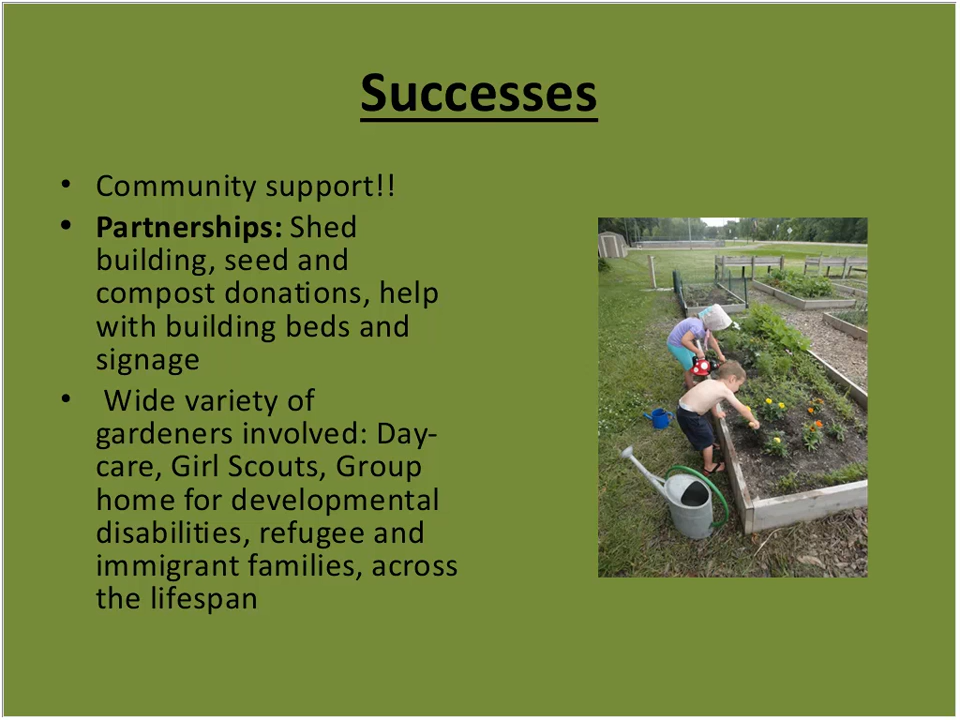 Successes
• Community support!!
• Partnerships: Shed
building, seed and
compost donations, help
with building beds and
signage
• Wide variety of
gardeners involved: Day-
care, Girl Scouts, Group
home for developmental
disabilities, refugee and
immigrant families, across
the lifespan